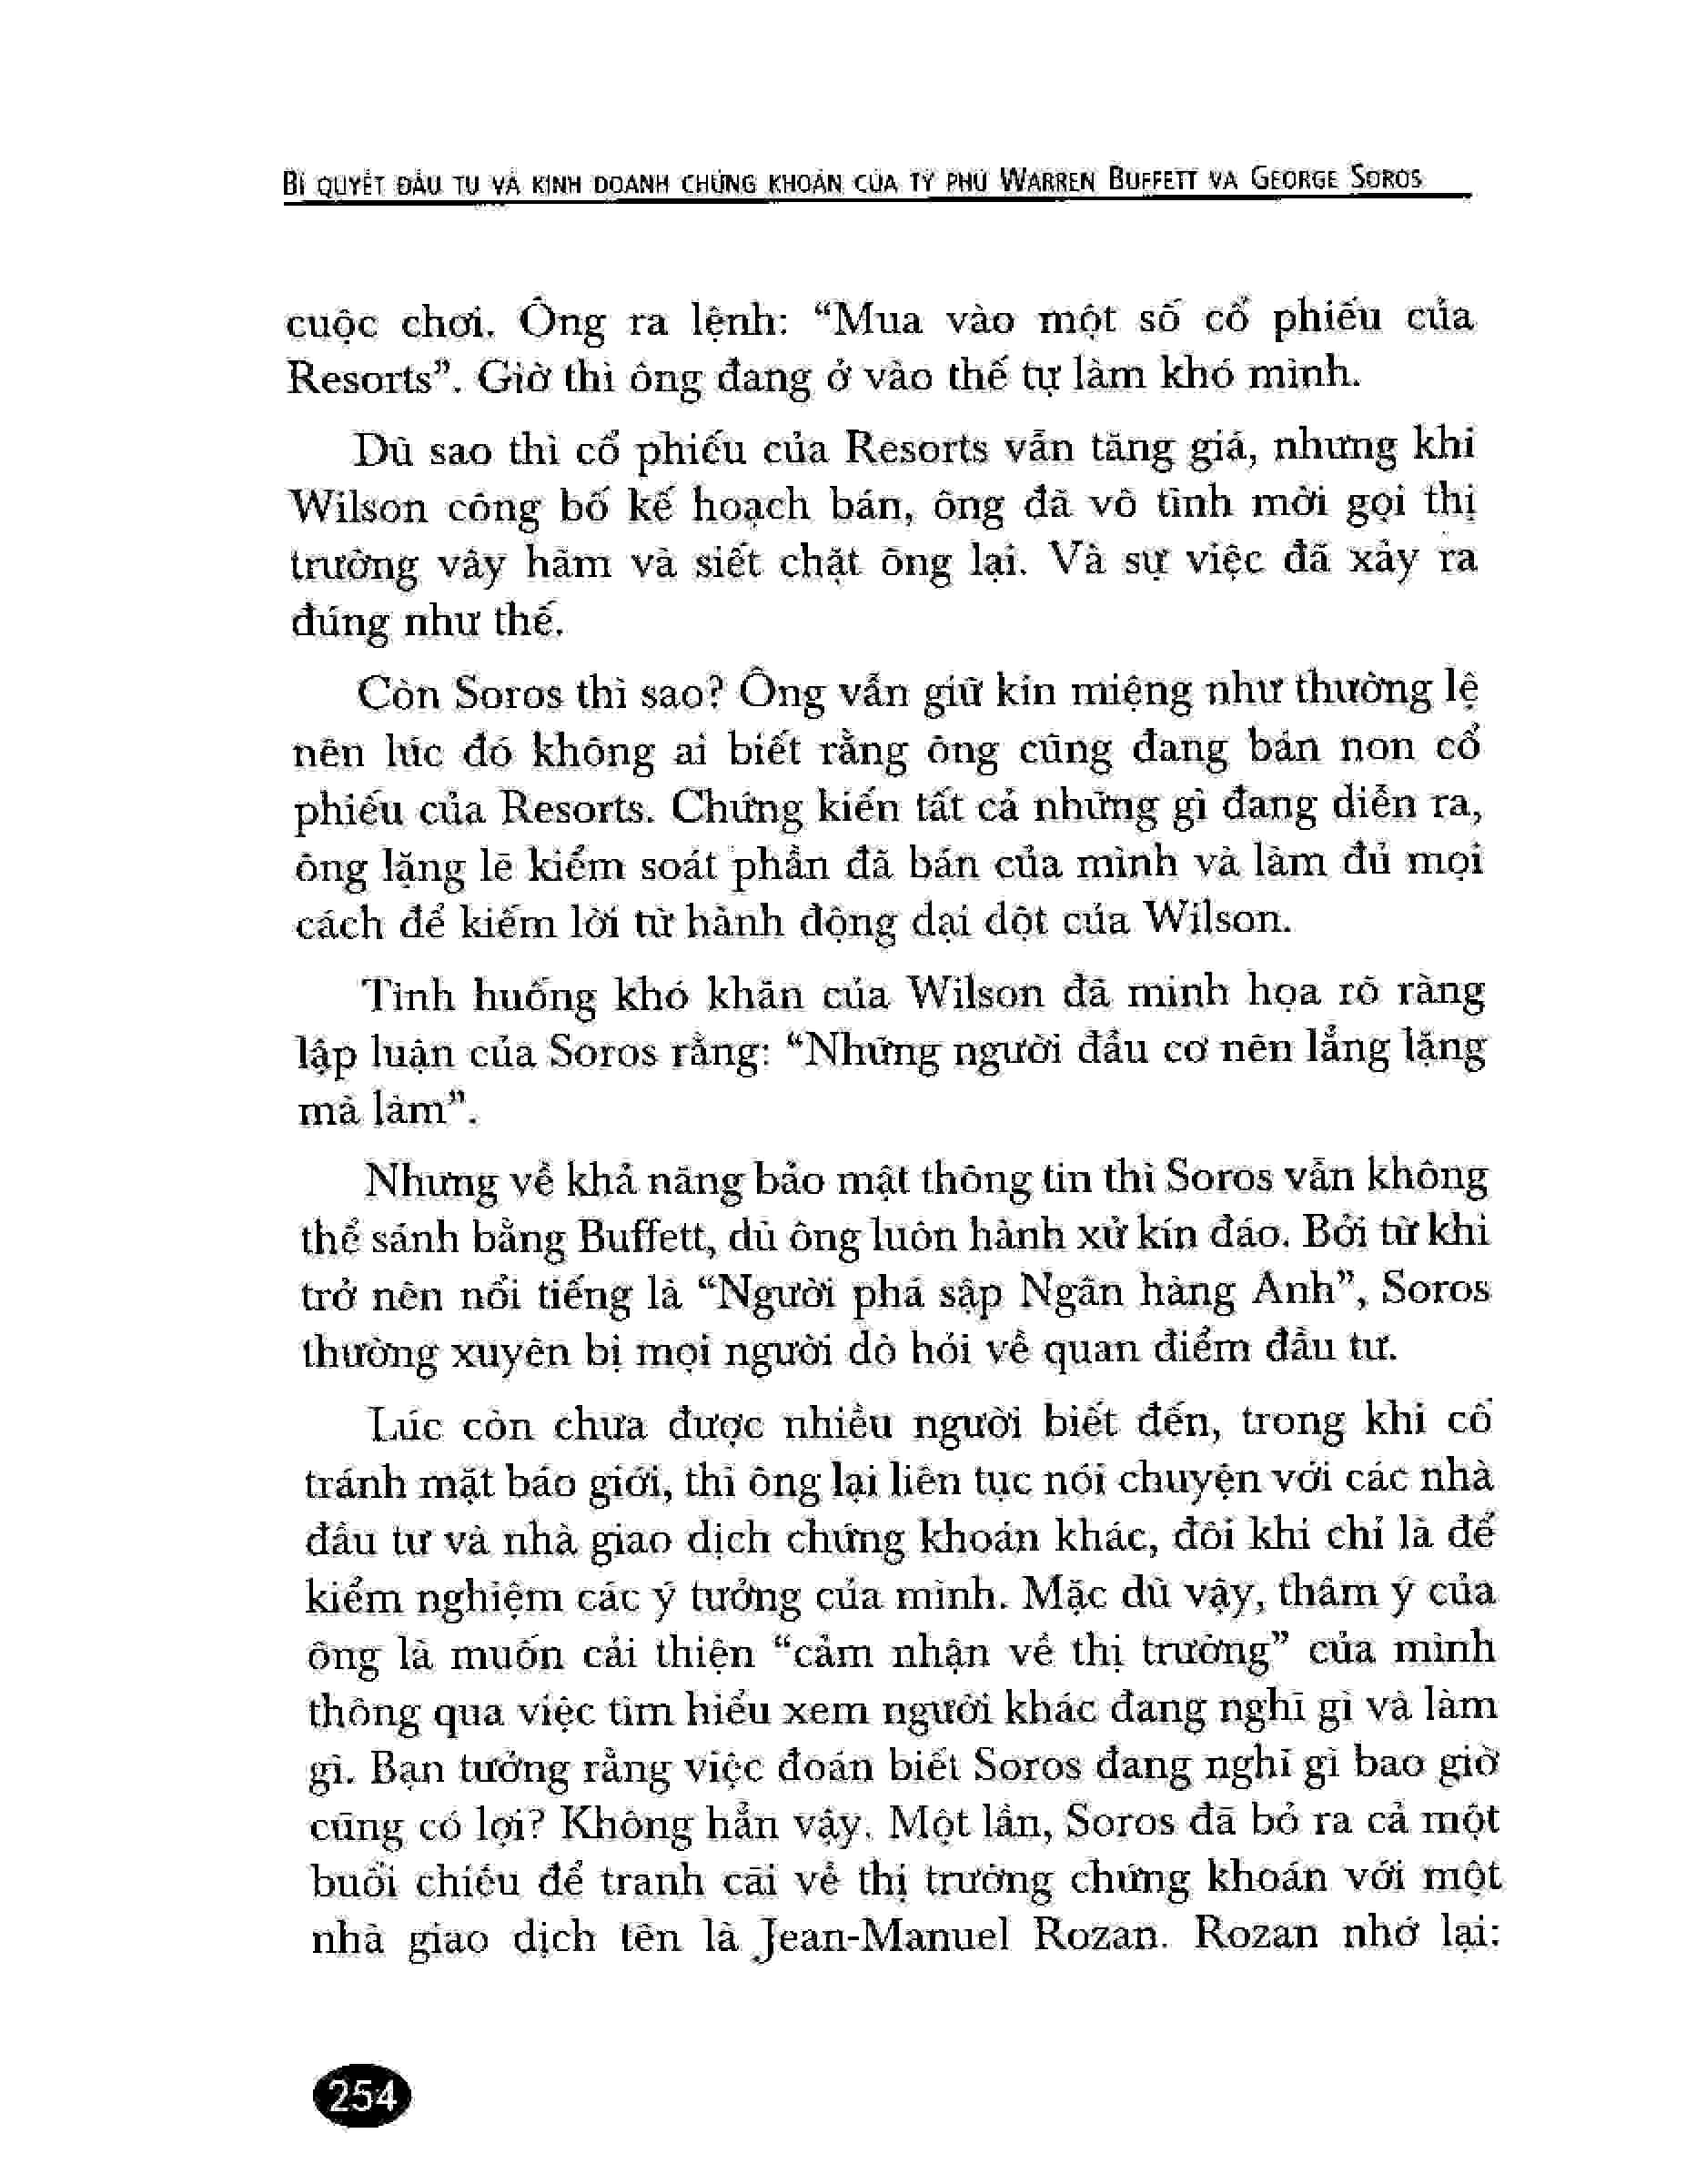 BÍ QUYẾT ĐẦU TƯ VÀ KINH DOANH CHỨNG KHOÁN CỦA TỶ PHÚ WARREN BUFFETT VÀ GEORGE SOROS
cuộc chơi. Ông ra lệnh: “Mua vào một số cổ phiếu của
Resorts”. Giờ thì ông đang ở vào thế tự làm khó mình.
Dù sao thì cổ phiếu của Resorts vẫn tăng giá, nhưng khi
Wilson công bố kế hoạch bán, ông đã vô tình mời gọi thị
trường vây hãm và siết chặt ông lại. Và sự việc đã xảy ra
đúng như thế.
Còn Soros thì sao? Ông vẫn giữ kín miệng như thường lệ
nên lúc đó không ai biết rằng ông cũng đang bán non cổ
phiếu của Resorts. Chứng kiến tất cả những gì đang diễn ra,
ông lặng lẽ kiểm soát phần đã bán của mình và làm đủ mọi
cách để kiếm lời từ hành động dại dột của Wilson.
Tình huống khó khăn của Wilson đã minh họa rõ ràng
lập luận của Soros rằng: “Những người đầu cơ nên lẳng lặng
mà làm”.
Nhưng về khả năng bảo mật thông tin thì Soros vẫn không
thể sánh bằng Buffett, dù ông luôn hành xử kín đáo. Bởi từ khi
trở nên nổi tiếng là “Người phá sập Ngân hàng Anh”, Soros
thường xuyên bị mọi người dò hỏi về quan điểm đầu tư.
Lúc còn chưa được nhiều người biết đến, trong khi cố
tránh mặt báo giới, thì ông lại liên tục nói chuyện với các nhà
đầu tư và nhà giao dịch chứng khoán khác, đôi khi chỉ là để
kiểm nghiệm các ý tưởng của mình. Mặc dù vậy, thâm ý của
ông là muốn cải thiện “cảm nhận về thị trường” của mình
thông qua việc tìm hiểu xem người khác đang nghĩ gì và làm
gì. Bạn tưởng rằng việc đoán biết Soros đang nghĩ gì bao giờ
cũng có lợi? Không hẳn vậy. Một lần, Soros đã bỏ ra cả một
buổi chiều để tranh cãi về thị trường chứng khoán với một
nhà giao dịch tên là Jean-Manuel Rozan. Rozan nhớ lại:
254